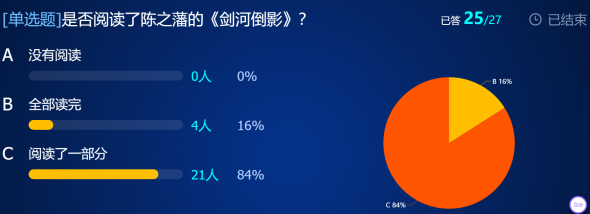 [单选题]是否阅读了陈之藩的《剑河倒影》?
已答 25/27
已结束
A 没有阅读
0人 0%
B 全部读完
4人 16%
C 阅读了一部分
21人 84%
B 16%
C 84%